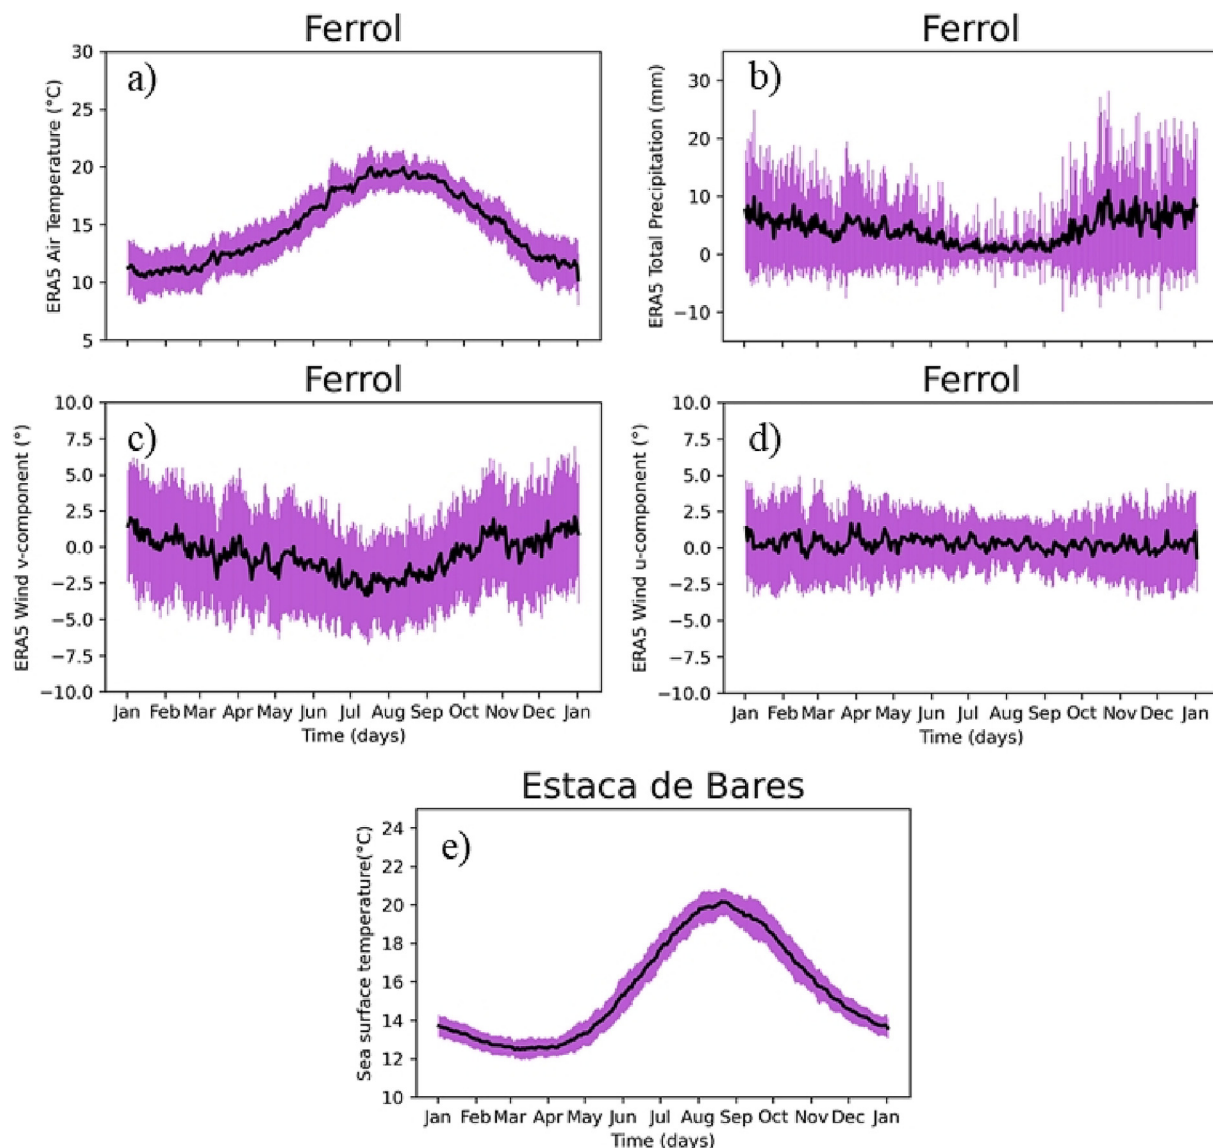 Ferrol
a)
ERA5 Air Temperature (°C)
30
25
20
15
10
5
Ferrol
b)
ERA5 Total Precipitation (mm)
30
20
10
0
−10
Ferrol
c)
ERA5 Wind v-component (°)
10.0
7.5
5.0
2.5
0.0
−2.5
−5.0
−7.5
−10.0
Jan Feb Mar Apr May Jun Jul Aug Sep Oct Nov Dec Jan
Time (days)
Ferrol
d)
ERA5 Wind u-component (°)
10.0
7.5
5.0
2.5
0.0
−2.5
−5.0
−7.5
−10.0
Jan Feb Mar Apr May Jun Jul Aug Sep Oct Nov Dec Jan
Time (days)
Estaca de Bares
e)
Sea surface temperature(°C)
24
22
20
18
16
14
12
10
Jan Feb Mar Apr May Jun Jul Aug Sep Oct Nov Dec Jan
Time (days)